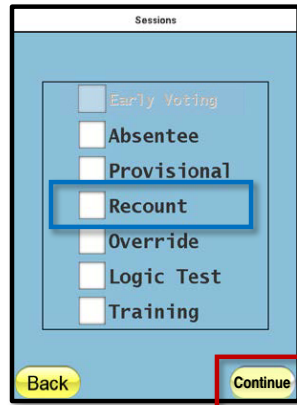 Sessions
Early Voting
Absentee
Provisional
Recount
Override
Logic Test
Training
Back
Continue